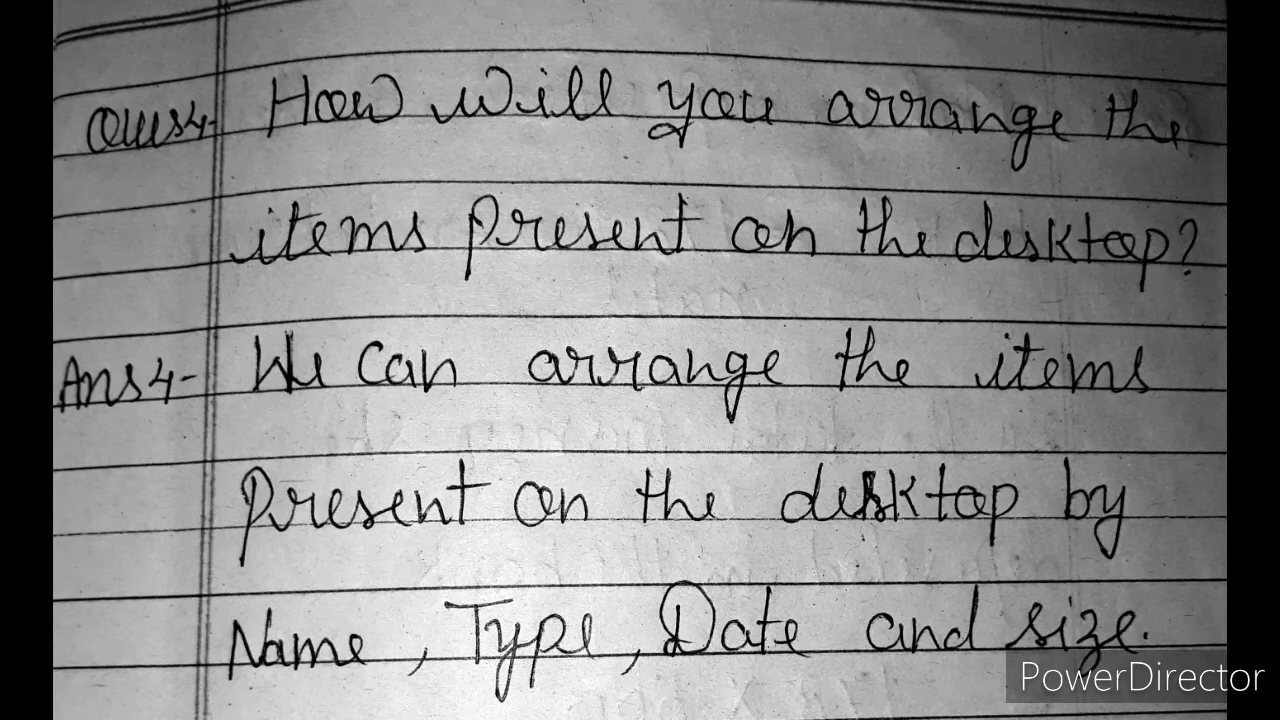 Ques4- How will you arrange the
items present on the desktop?
Ans4- We can arrange the items
present on the desktop by
Name, Type, Date and size.
PowerDirector